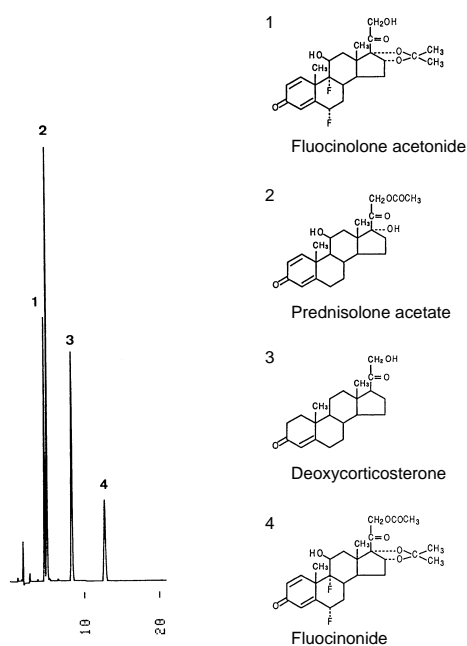 2
1
3
4
10
20
1
CH₂OH
C=O
HO
CH₃
CH₃
O
O
C
CH₃
CH₃
F
O
F
Fluocinolone acetonide
2
CH₂OCOCH₃
C=O
CH₃
OH
HO
CH₃
O
Prednisolone acetate
3
CH₂OH
C=O
CH₃
CH₃
O
Deoxycorticosterone
4
CH₂OCOCH₃
C=O
HO
CH₃
CH₃
O
O
C
CH₃
CH₃
F
O
F
Fluocinonide